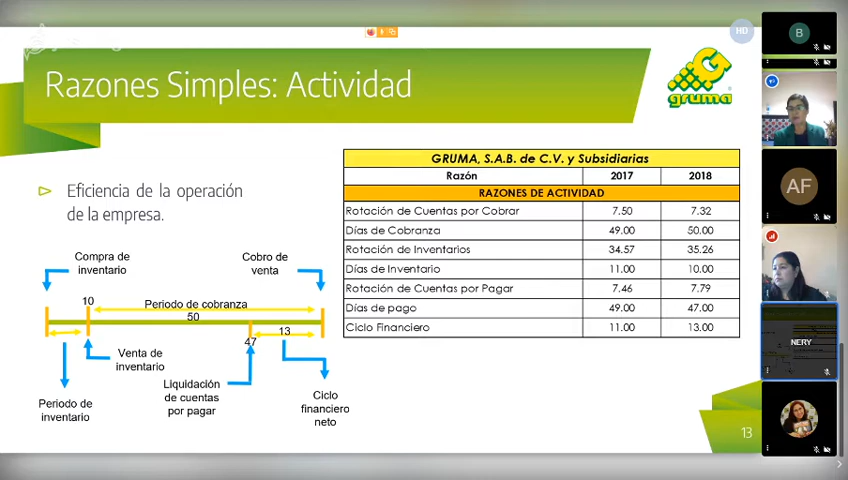 HD
B
Razones Simples: Actividad
G
gruma
AF
NERY
Eficiencia de la operación
de la empresa.
GRUMA, S.A.B. de C.V. y Subsidiarias
Razón 2017 2018
RAZONES DE ACTIVIDAD
Rotación de Cuentas por Cobrar 7.50 7.32
Días de Cobranza 49.00 50.00
Rotación de Inventarios 34.57 35.26
Días de Inventario 11.00 10.00
Rotación de Cuentas por Pagar 7.46 7.79
Días de pago 49.00 47.00
Ciclo Financiero 11.00 13.00
Compra de
inventario
Cobro de
venta
10
Periodo de cobranza
50
13
47
Venta de
inventario
Liquidación
de cuentas
por pagar
Periodo de
inventario
Ciclo
financiero
neto
13